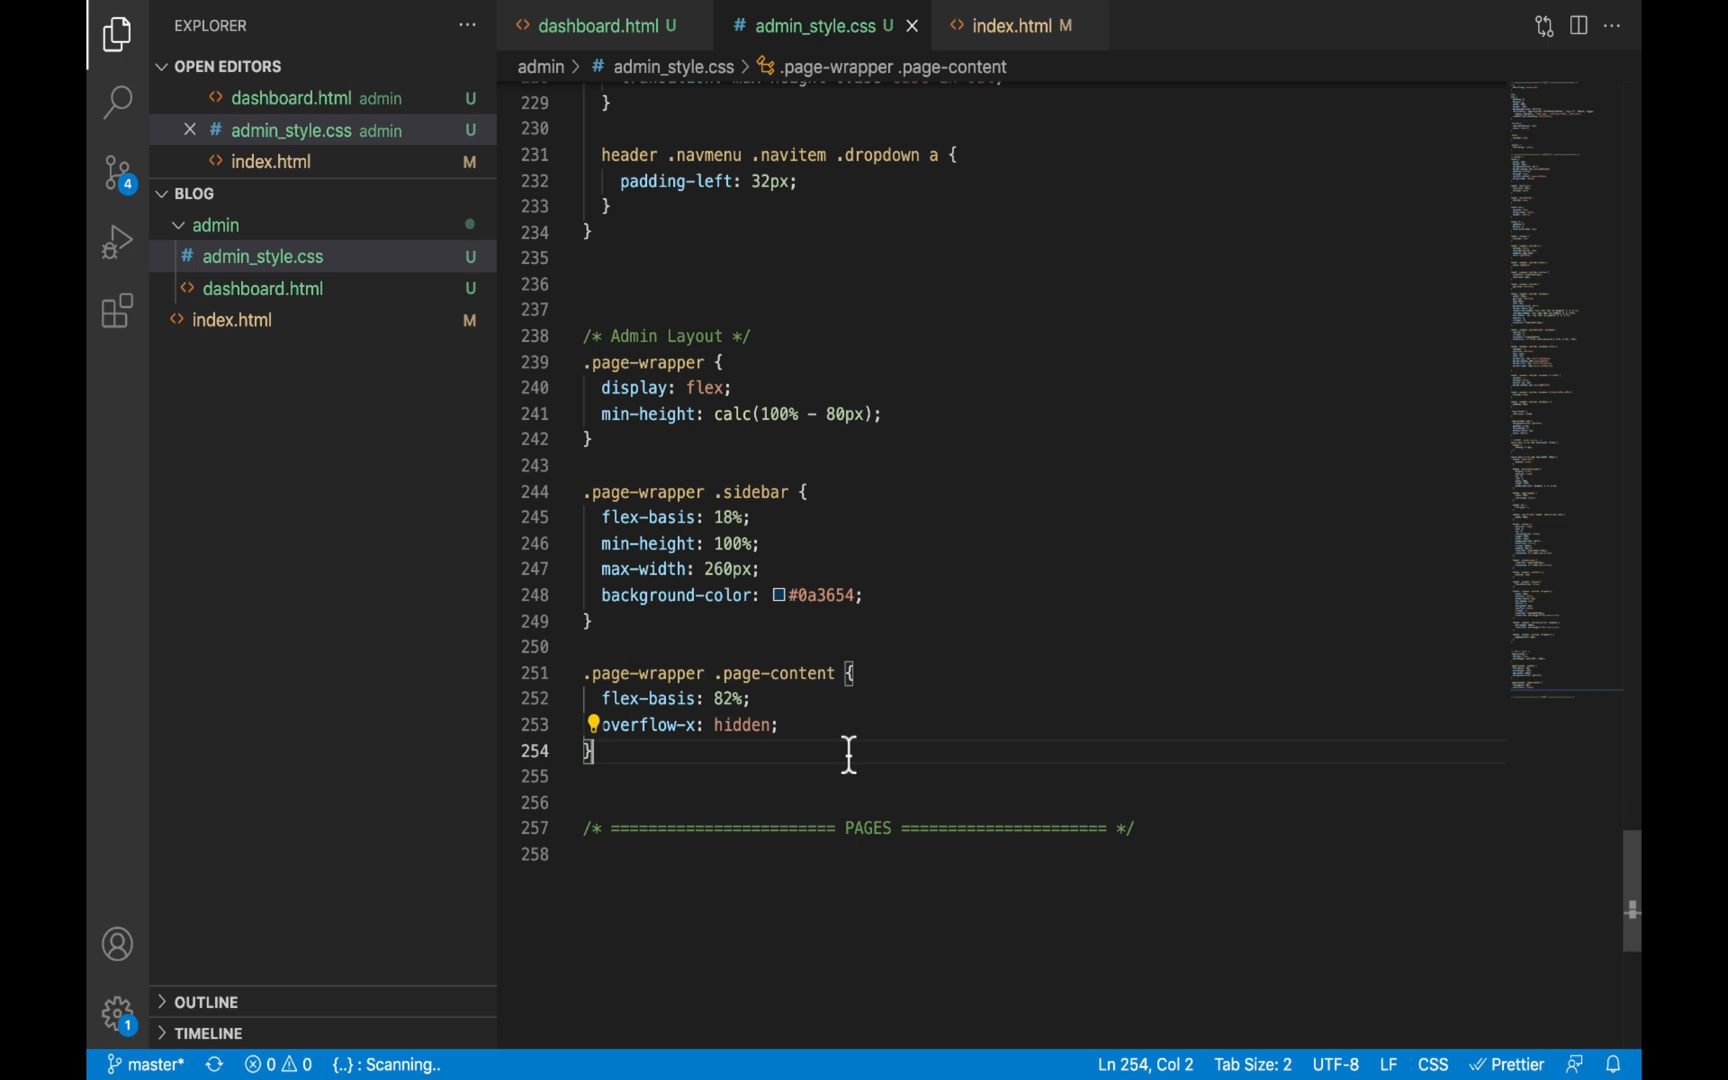 EXPLORER
dashboard.html U
admin_style.css U
index.html M
OPEN EDITORS
admin > # admin_style.css > .page-wrapper .page-content
dashboard.html admin U
admin_style.css admin U
index.html M
BLOG
admin
admin_style.css U
dashboard.html U
index.html M
229 }
230
231 header .navmenu .navitem .dropdown a {
232 padding-left: 32px;
233 }
234 }
235
236
237
238 /* Admin Layout */
239 .page-wrapper {
240 display: flex;
241 min-height: calc(100% - 80px);
242 }
243
244 .page-wrapper .sidebar {
245 flex-basis: 18%;
246 min-height: 100%;
247 max-width: 260px;
248 background-color: #0a3654;
249 }
250
251 .page-wrapper .page-content {
252 flex-basis: 82%;
253 overflow-x: hidden;
254 }
255
256
257 /* ======================== PAGES ====================== */
258
4
1
OUTLINE
TIMELINE
master* 0 0 {..} : Scanning.. Ln 254, Col 2 Tab Size: 2 UTF-8 LF CSS Prettier